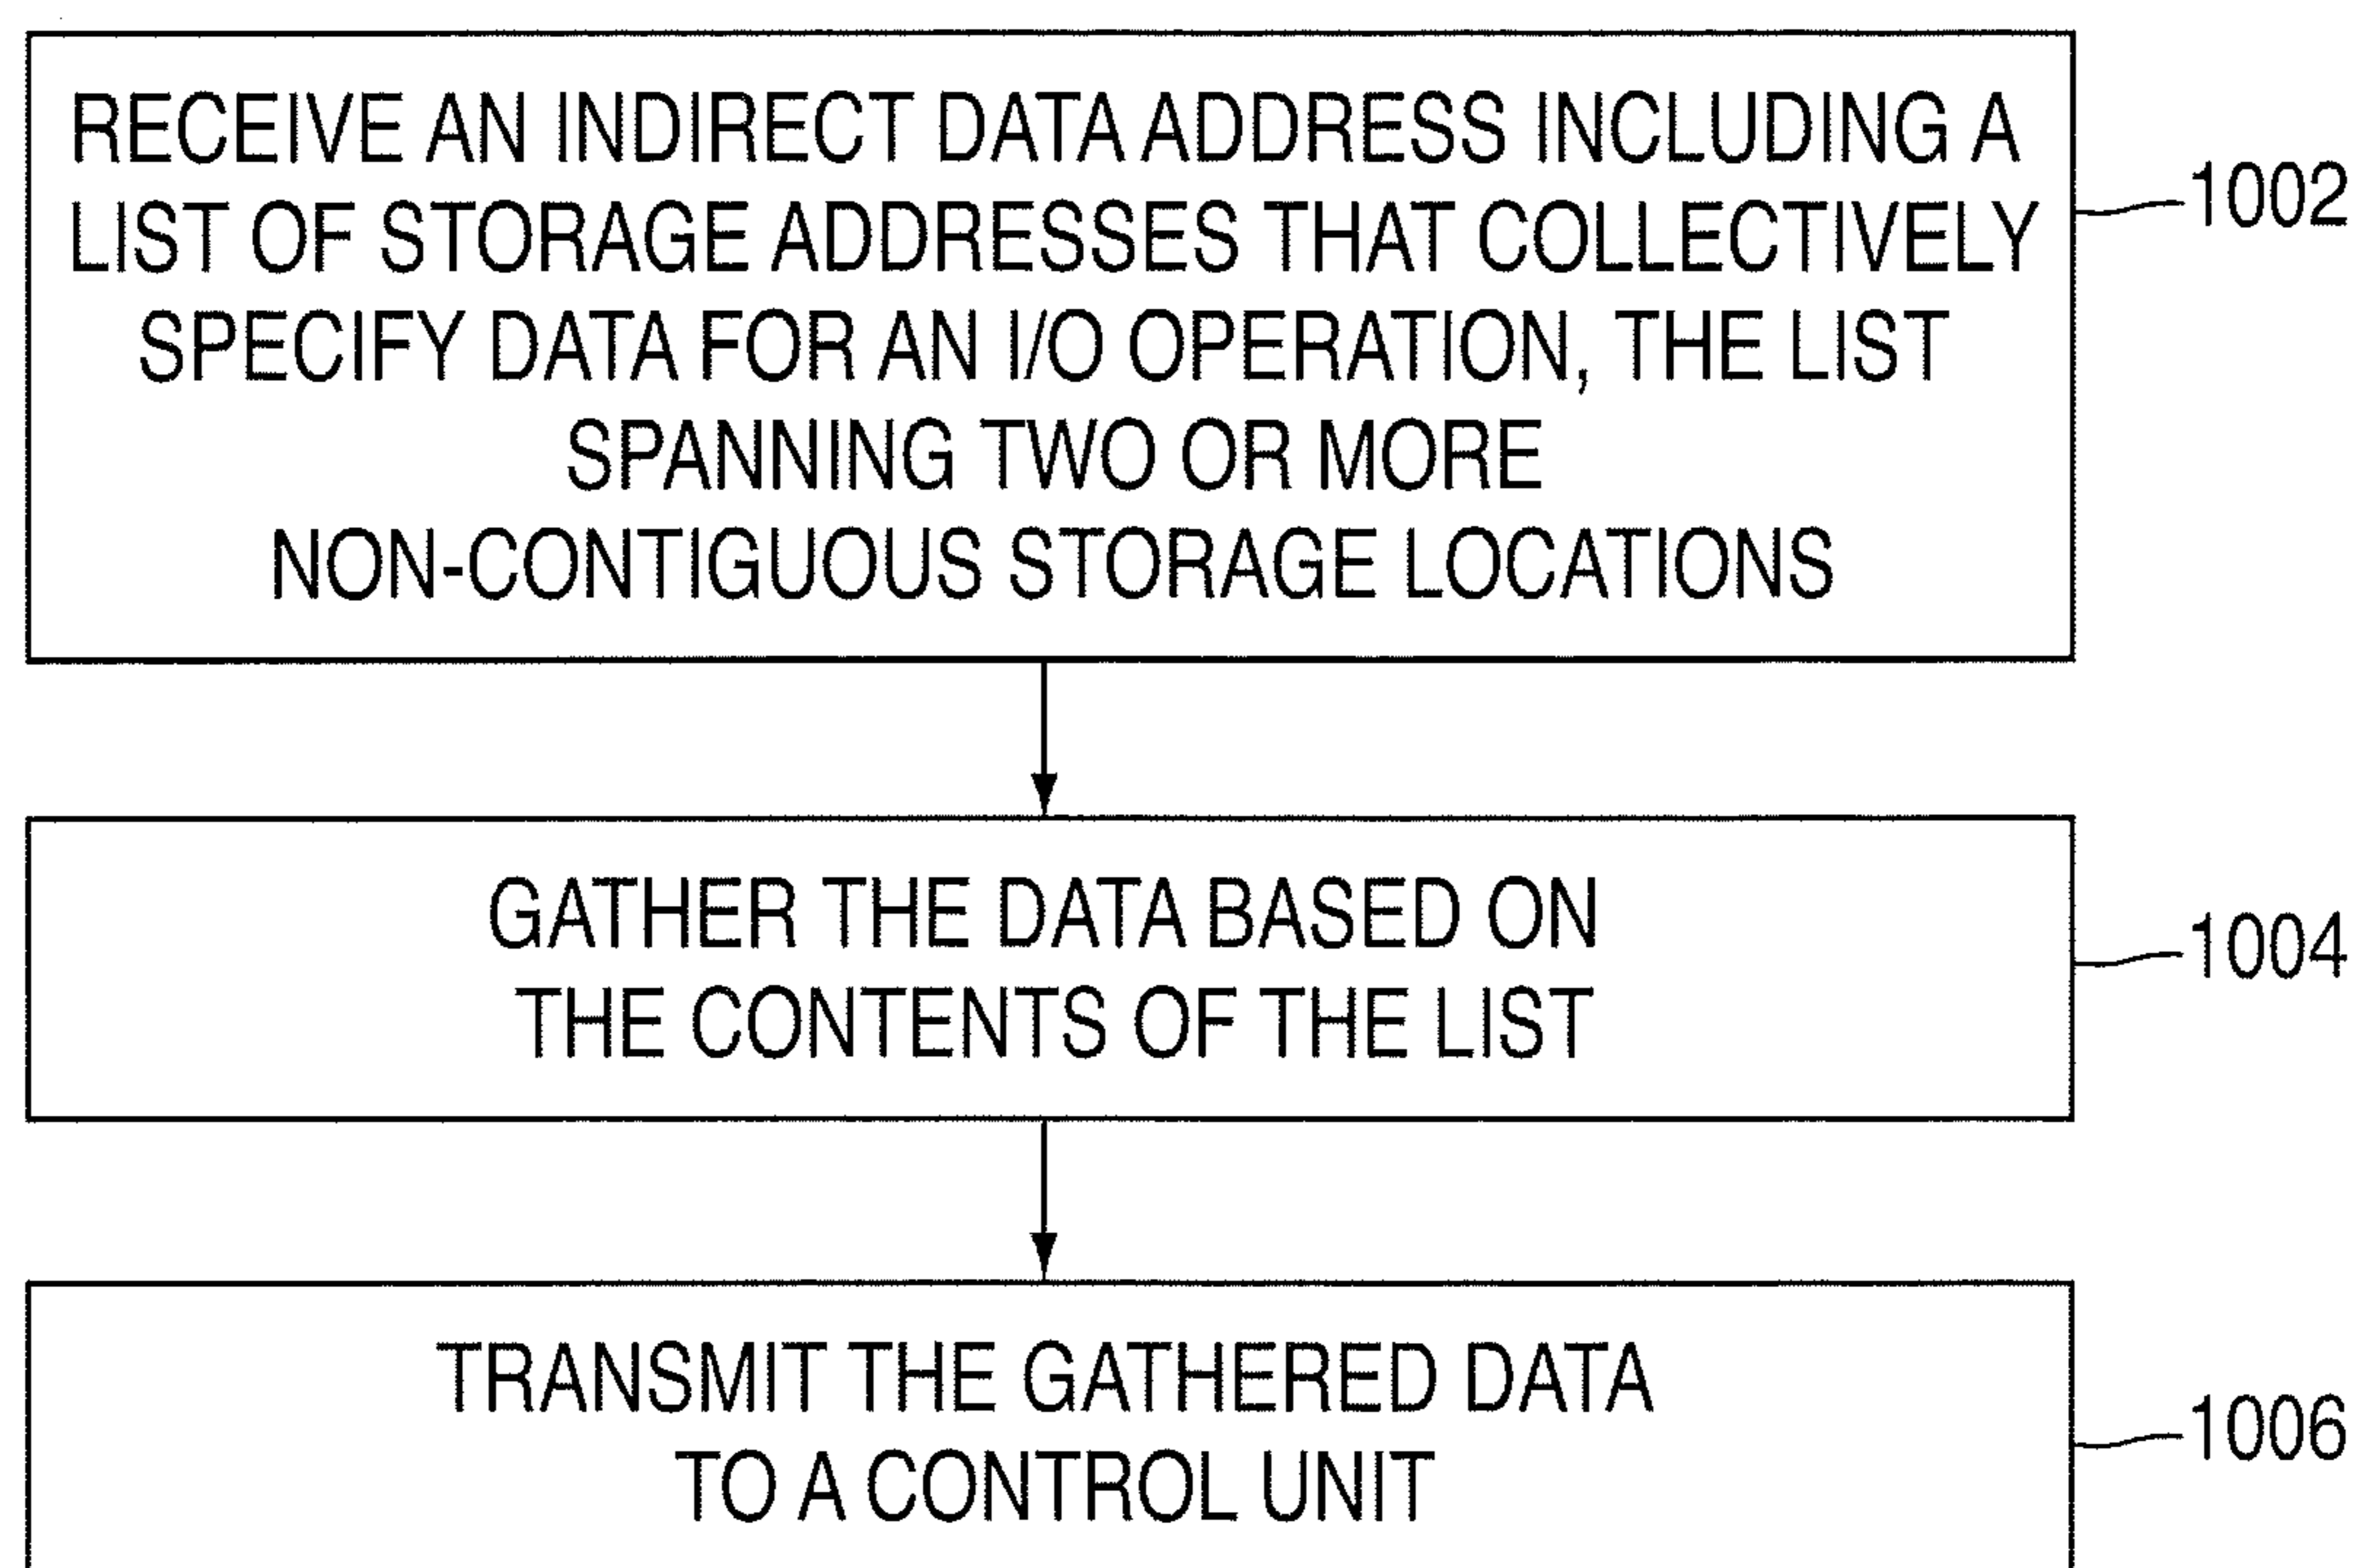 RECEIVE AN INDIRECT DATA ADDRESS INCLUDING A
LIST OF STORAGE ADDRESSES THAT COLLECTIVELY
SPECIFY DATA FOR AN I/O OPERATION, THE LIST
SPANNING TWO OR MORE
NON-CONTIGUOUS STORAGE LOCATIONS
1002
GATHER THE DATA BASED ON
THE CONTENTS OF THE LIST
1004
TRANSMIT THE GATHERED DATA
TO A CONTROL UNIT
1006